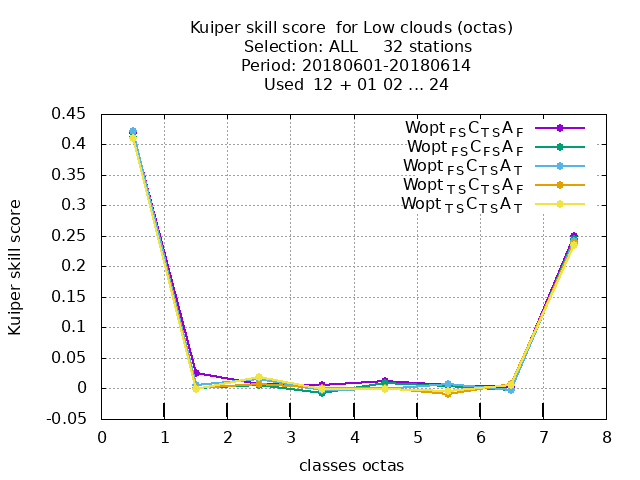 Kuiper skill score  for Low clouds (octas)
Selection: ALL     32 stations
Period: 20180601-20180614
Used  12 + 01 02 ... 24
Wopt FS C TS A F
Wopt FS C FS A F
Wopt FS C TS A T
Wopt TS C TS A F
Wopt TS C TS A T
Kuiper skill score
0.45
0.4
0.35
0.3
0.25
0.2
0.15
0.1
0.05
0
-0.05
0 1 2 3 4 5 6 7 8
classes octas